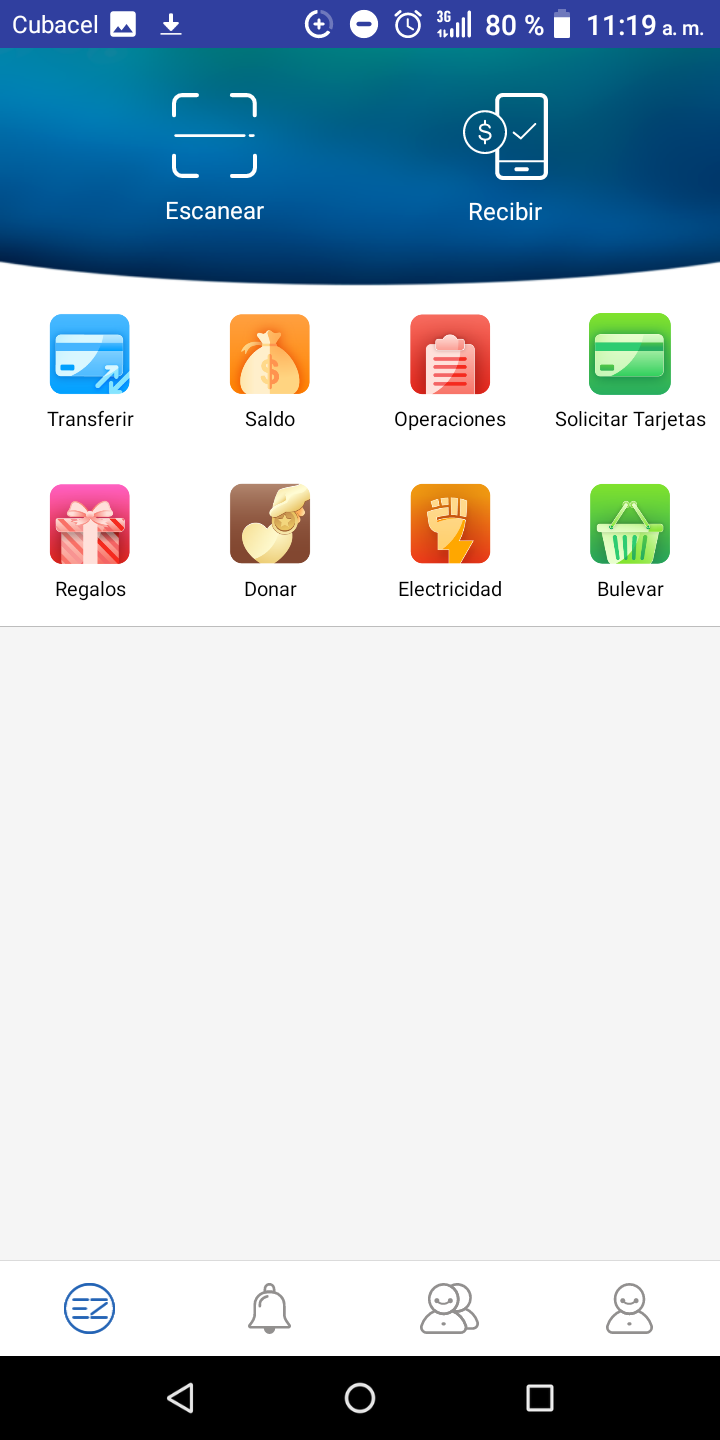 Cubacel 3G 80 % 11:19 a. m.
Escanear Recibir
Transferir Saldo Operaciones Solicitar Tarjetas
Regalos Donar Electricidad Bulevar